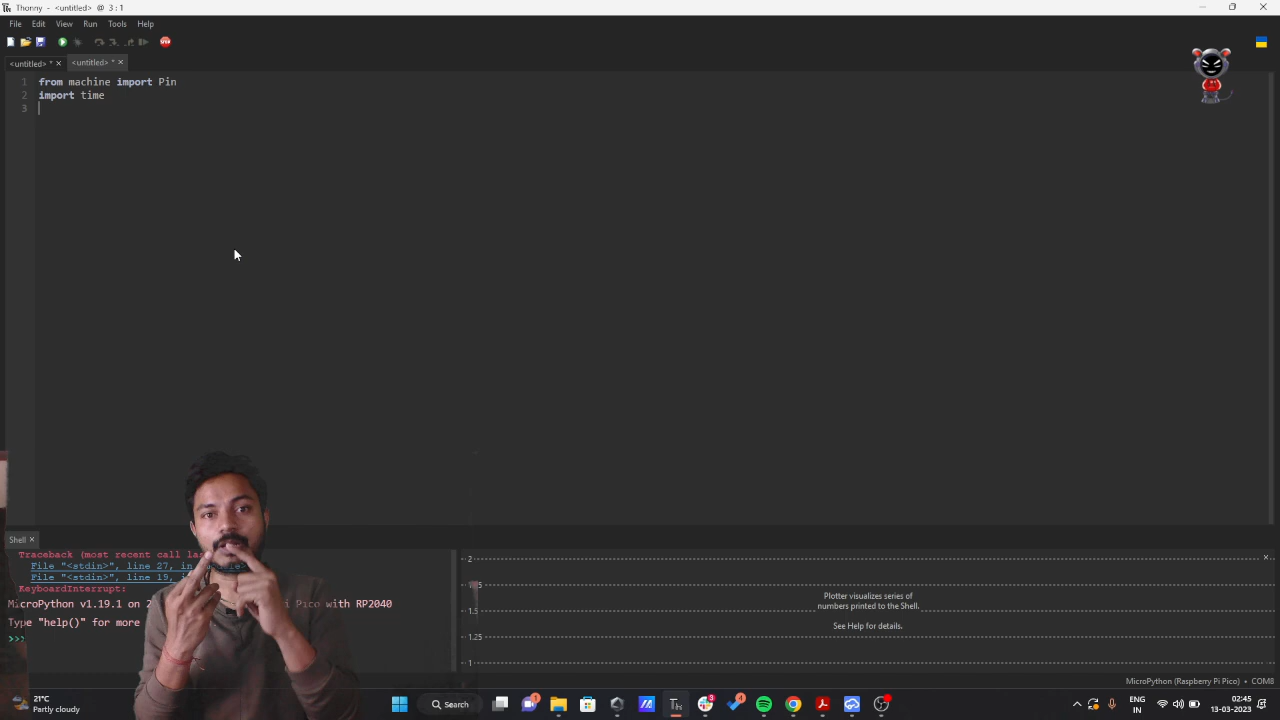 Thonny - <untitled> @ 3 : 1
File Edit View Run Tools Help
<untitled> * × <untitled> * ×
1 from machine import Pin
2 import time
3
Shell ×
Traceback (most recent call
File "<stdin>", line 27, in
File "<stdin>", line 19,
KeyboardInterrupt:
MicroPython v1.19.1 on Pico with RP2040
Type "help()" for more
>>>
2
1.5
1.25
1
Plotter visualizes series of
numbers printed to the Shell.
See Help for details.
MicroPython (Raspberry Pi Pico) • COM8
21°C
Partly cloudy
Search
1
3
4
ENG
IN
02:45
13-03-2023